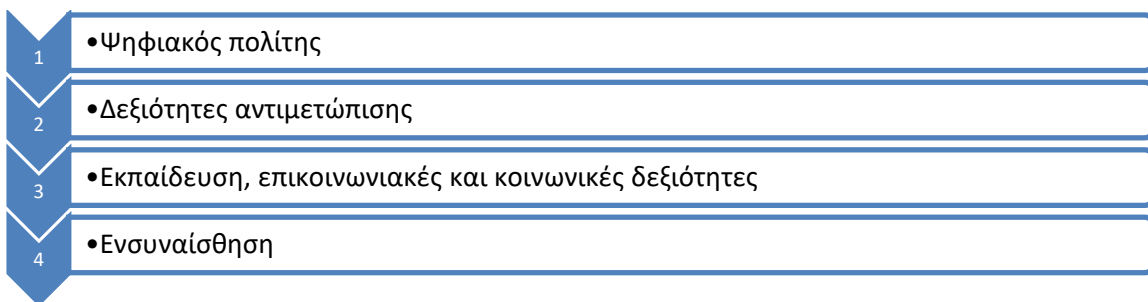 1
•Ψηφιακός πολίτης
2
•Δεξιότητες αντιμετώπισης
3
•Εκπαίδευση, επικοινωνιακές και κοινωνικές δεξιότητες
4
•Ενσυναίσθηση